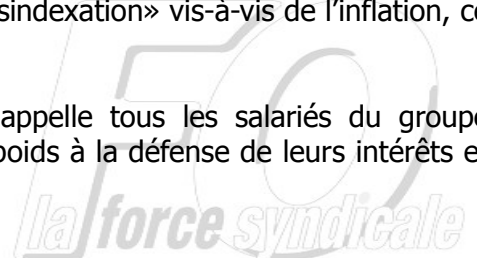 sindexation» vis-à-vis de l’inflation, c
appelle tous les salariés du groupe
poids à la défense de leurs intérêts e
FO
la force syndicale